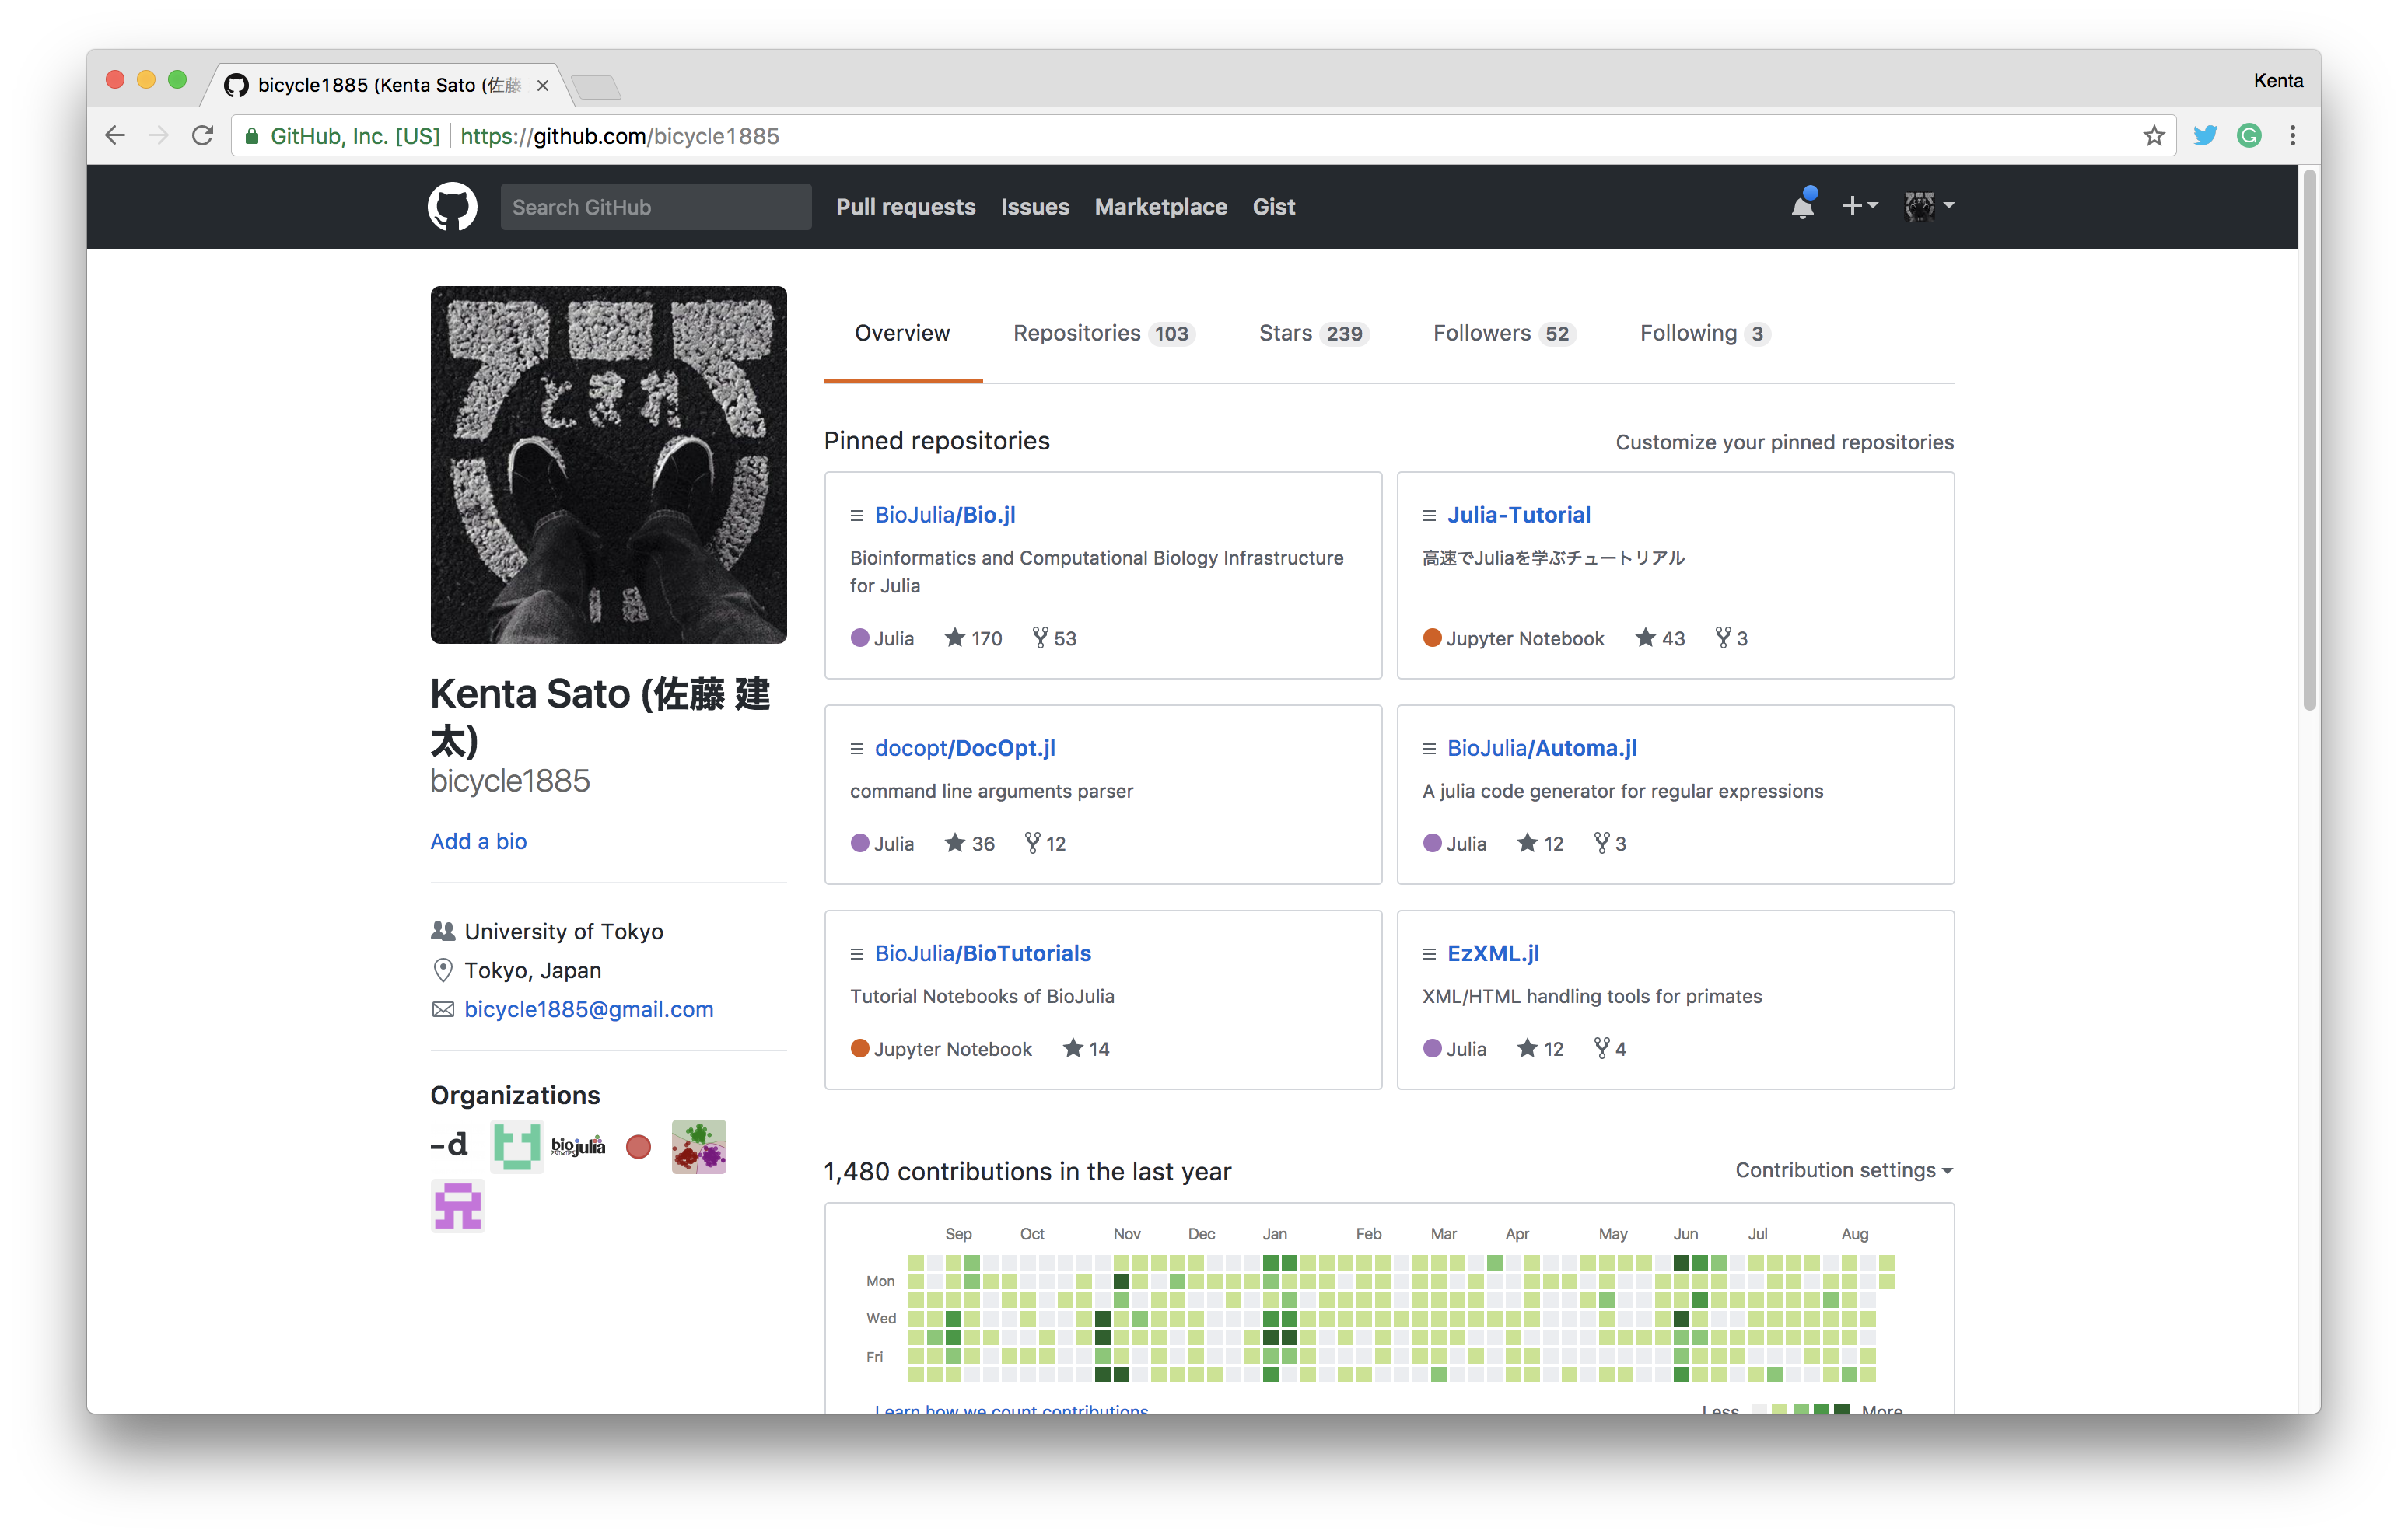 bicycle1885 (Kenta Sato (佐藤
Kenta
GitHub, Inc. [US] https://github.com/bicycle1885
Search GitHub Pull requests Issues Marketplace Gist
Overview Repositories 103 Stars 239 Followers 52 Following 3
とまれ
Kenta Sato (佐藤 建
太)
bicycle1885
Add a bio
University of Tokyo
Tokyo, Japan
bicycle1885@gmail.com
Organizations
-d
biojulia
Pinned repositories Customize your pinned repositories
BioJulia/Bio.jl
Bioinformatics and Computational Biology Infrastructure
for Julia
Julia 170 53
Julia-Tutorial
高速でJuliaを学ぶチュートリアル
Jupyter Notebook 43 3
docopt/DocOpt.jl
command line arguments parser
Julia 36 12
BioJulia/Automa.jl
A julia code generator for regular expressions
Julia 12 3
BioJulia/BioTutorials
Tutorial Notebooks of BioJulia
Jupyter Notebook 14
EzXML.jl
XML/HTML handling tools for primates
Julia 12 4
1,480 contributions in the last year Contribution settings
Sep Oct Nov Dec Jan Feb Mar Apr May Jun Jul Aug
Mon
Wed
Fri
Learn how we count contributions Less More